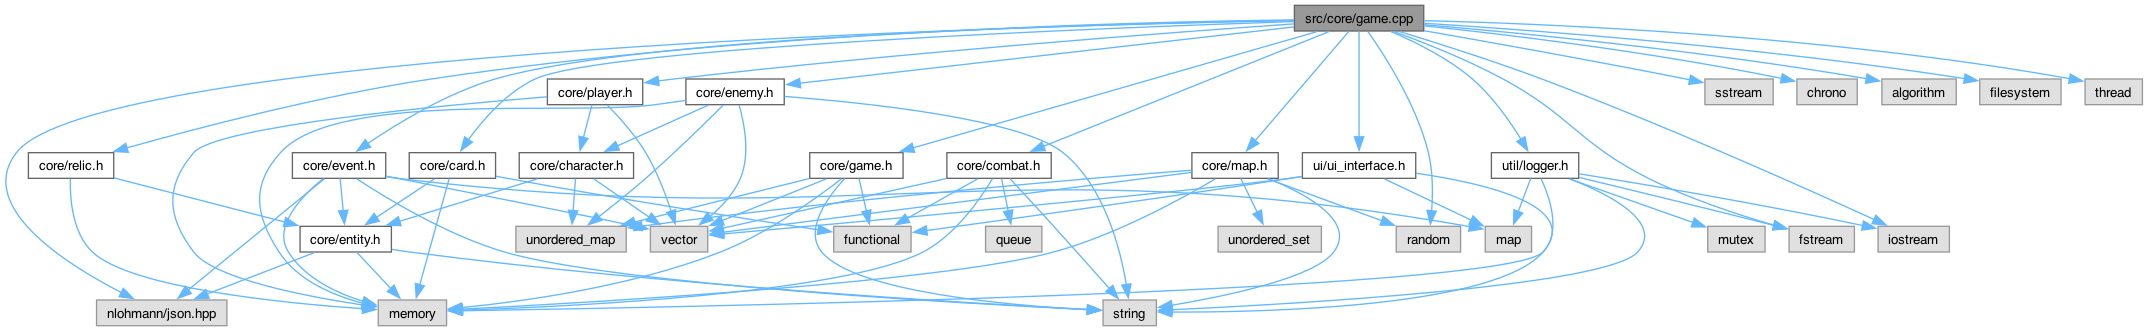 src/core/game.cpp
core/player.h
core/enemy.h
sstream
chrono
algorithm
filesystem
thread
core/relic.h
core/event.h
core/card.h
core/character.h
core/game.h
core/combat.h
core/map.h
ui/ui_interface.h
util/logger.h
core/entity.h
unordered_map
vector
functional
queue
unordered_set
random
map
mutex
fstream
iostream
nlohmann/json.hpp
memory
string